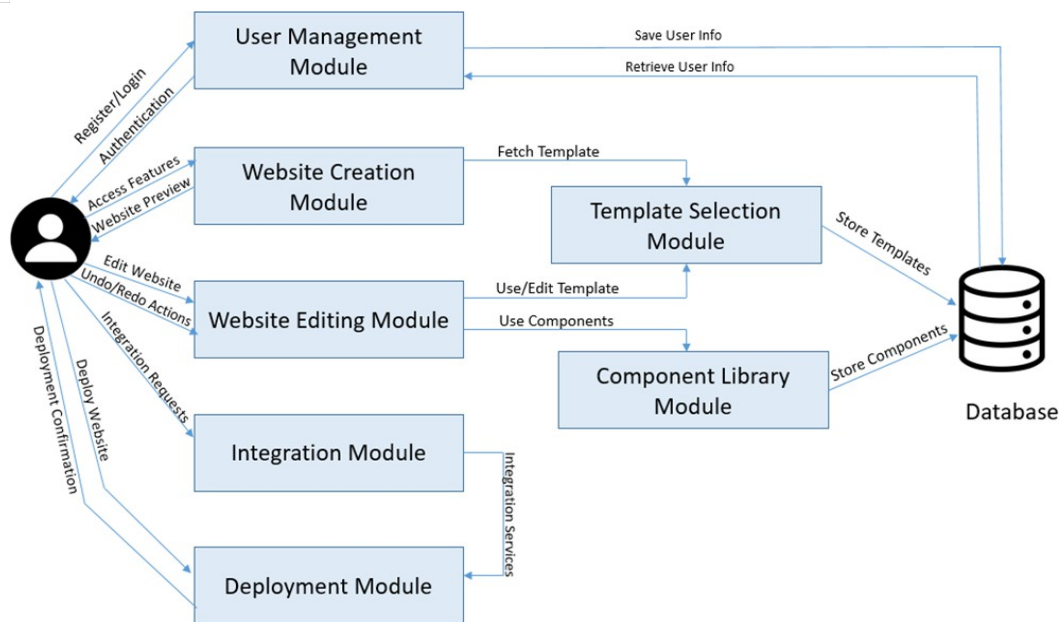 User Management
Module
Save User Info
Retrieve User Info
Register/Login
Authentication
Website Creation
Module
Access Features
Website Preview
Fetch Template
Template Selection
Module
Store Templates
Edit Website
Undo/Redo Actions
Website Editing Module
Use/Edit Template
Use Components
Component Library
Module
Store Components
Database
Integration Requests
Deploy Website
Deployment Confirmation
Integration Module
Integration Services
Deployment Module